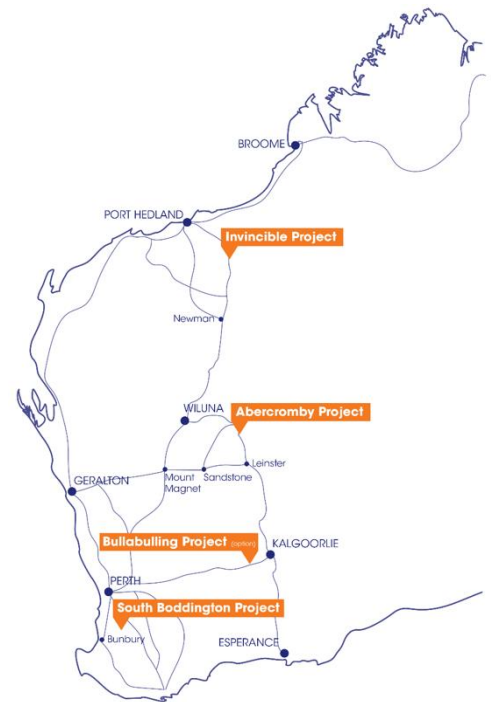 BROOME
PORT HEDLAND
Invincible Project
Newman
WILUNA
Abercromby Project
Leinster
Mount
Magnet
Sandstone
GERALTON
Bullabulling Project (option)
KALGOORLIE
PERTH
South Boddington Project
Bunbury
ESPERANCE